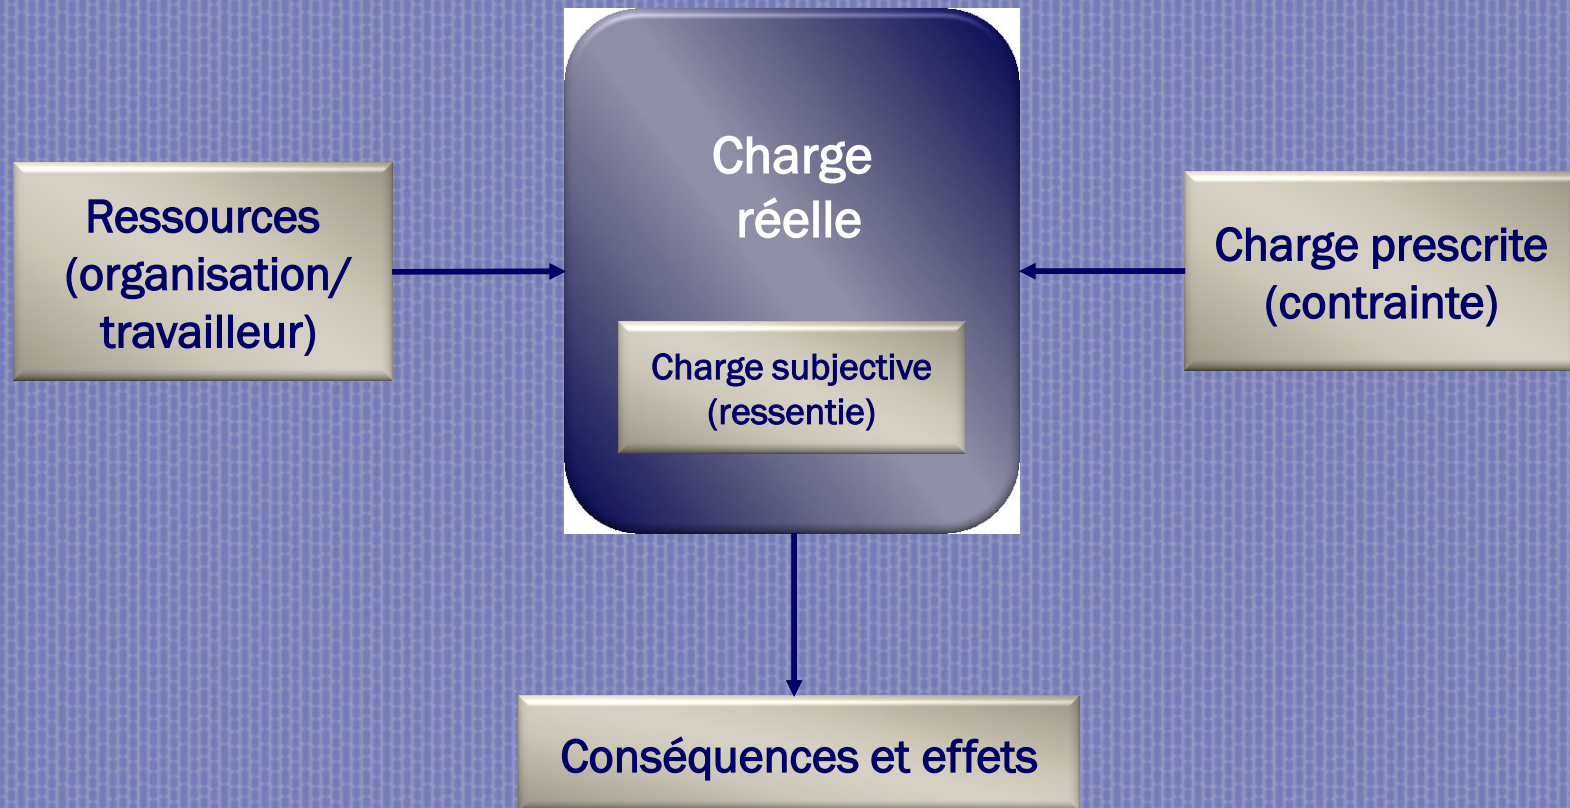 Charge
réelle
Ressources
(organisation/
travailleur)
Charge prescrite
(contrainte)
Charge subjective
(ressentie)
Conséquences et effets